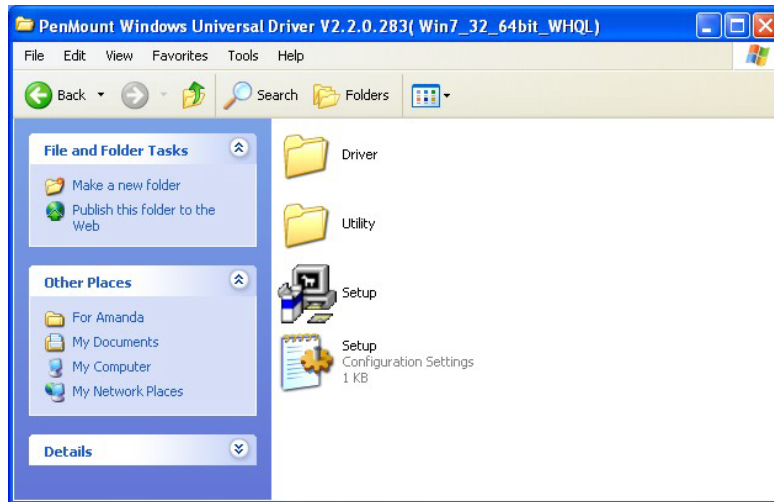 PenMount Windows Universal Driver V2.2.0.283( Win7_32_64bit_WHQL)
File Edit View Favorites Tools Help
Back Search Folders
File and Folder Tasks
Make a new folder
Publish this folder to the
Web
Other Places
For Amanda
My Documents
My Computer
My Network Places
Details
Driver
Utility
Setup
Setup
Configuration Settings
1 KB